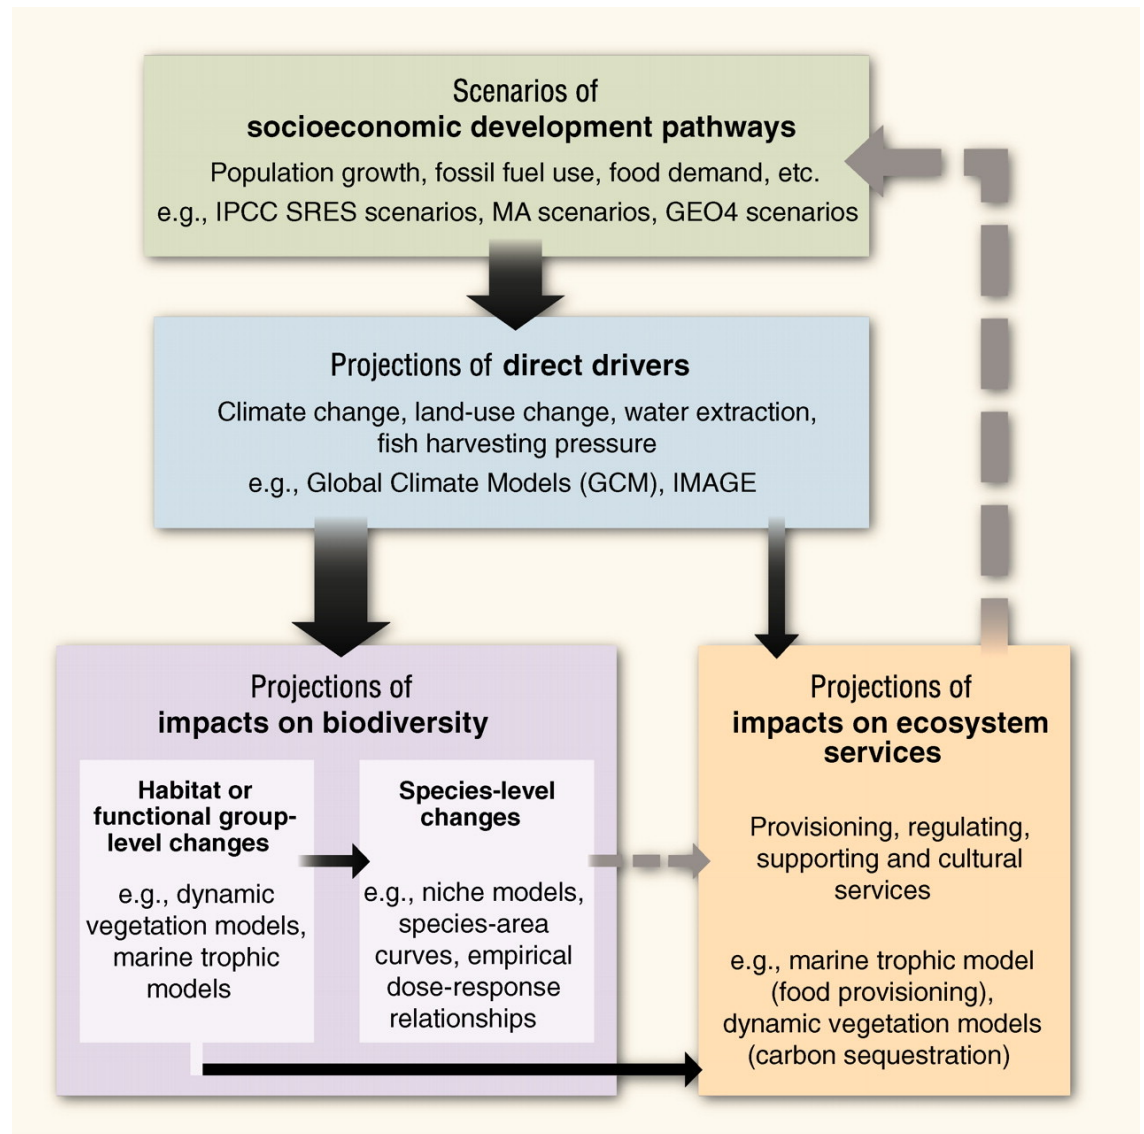 Scenarios of
socioeconomic development pathways
Population growth, fossil fuel use, food demand, etc.
e.g., IPCC SRES scenarios, MA scenarios, GEO4 scenarios
Projections of direct drivers
Climate change, land-use change, water extraction,
fish harvesting pressure
e.g., Global Climate Models (GCM), IMAGE
Projections of
impacts on biodiversity
Habitat or
functional group-
level changes
e.g., dynamic
vegetation models,
marine trophic
models
Species-level
changes
e.g., niche models,
species-area
curves, empirical
dose-response
relationships
Projections of
impacts on ecosystem
services
Provisioning, regulating,
supporting and cultural
services
e.g., marine trophic model
(food provisioning),
dynamic vegetation models
(carbon sequestration)